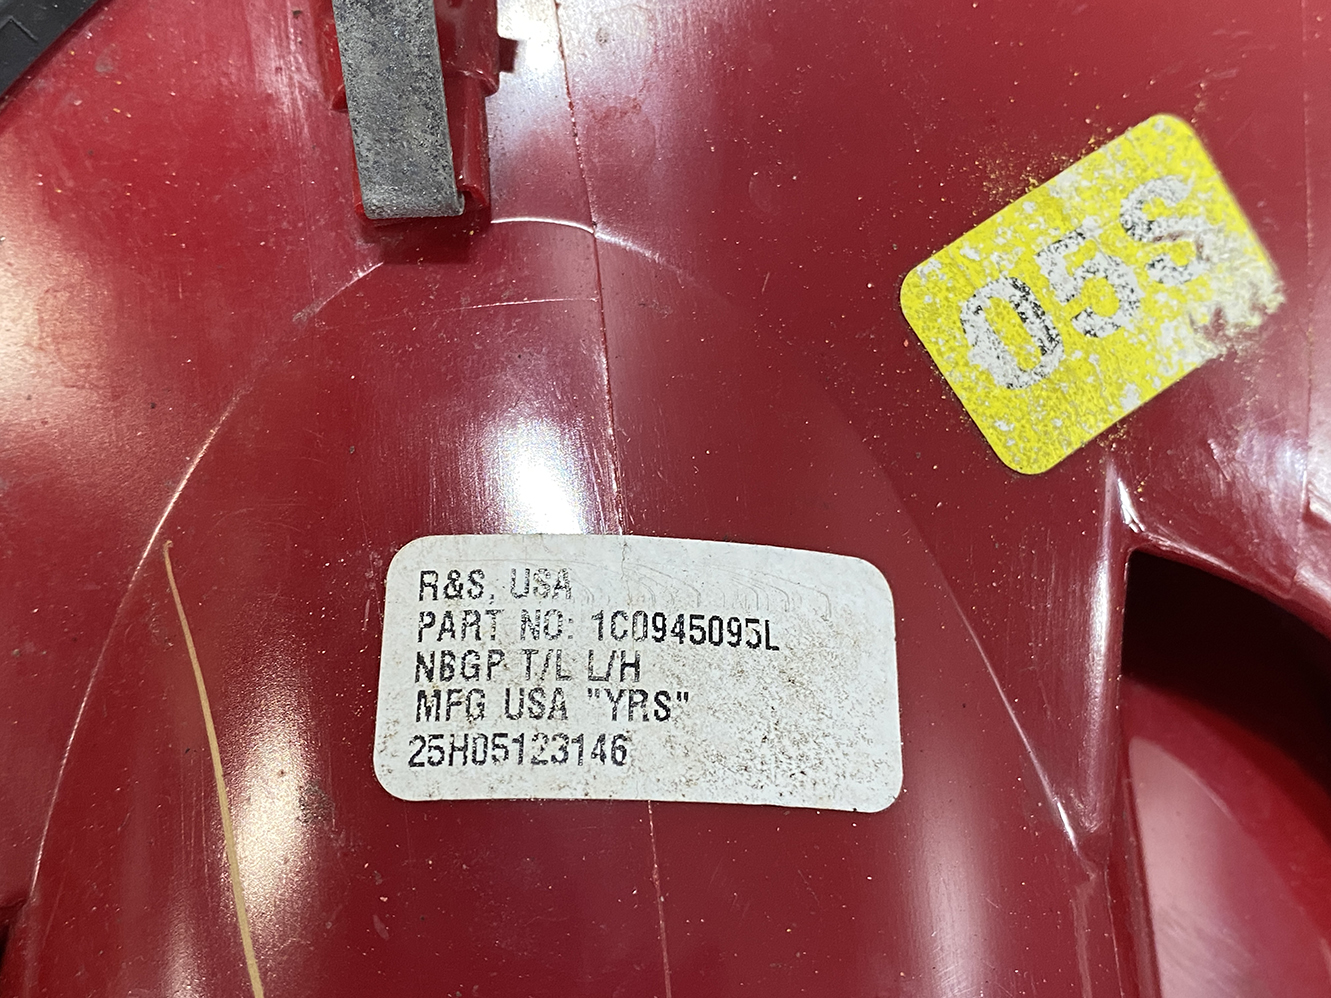 05S
R&S, USA
PART NO: 1C0945095L
NBGP T/L L/H
MFG USA "YRS"
25H05123146